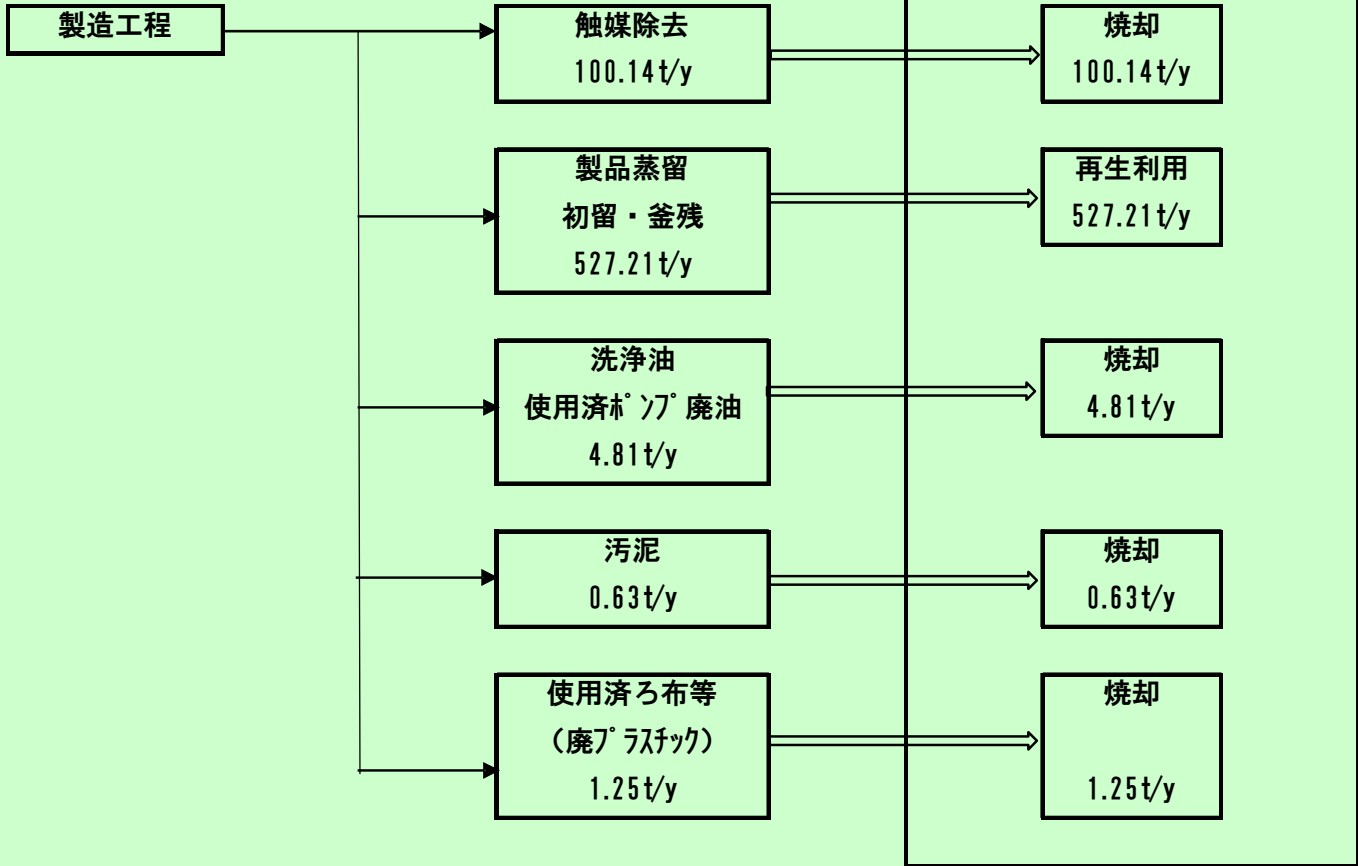 製造工程
触媒除去
100.14t/y
焼却
100.14t/y
製品蒸留
初留・釜残
527.21t/y
再生利用
527.21t/y
洗浄油
使用済ﾎﾟﾝﾌﾟ廃油
4.81t/y
焼却
4.81t/y
汚泥
0.63t/y
焼却
0.63t/y
使用済ろ布等
（廃ﾌﾟﾗｽﾁｯｸ）
1.25t/y
焼却
1.25t/y